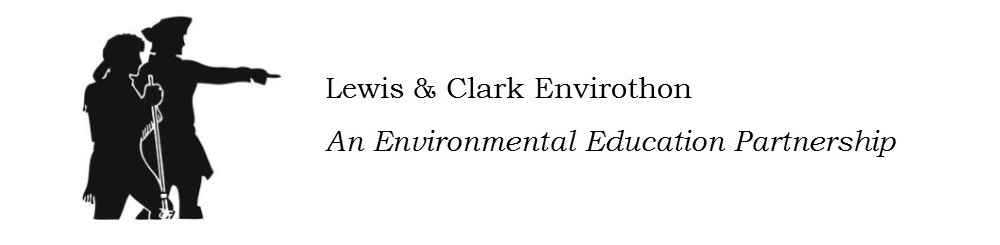 Lewis & Clark Envirothon
An Environmental Education Partnership